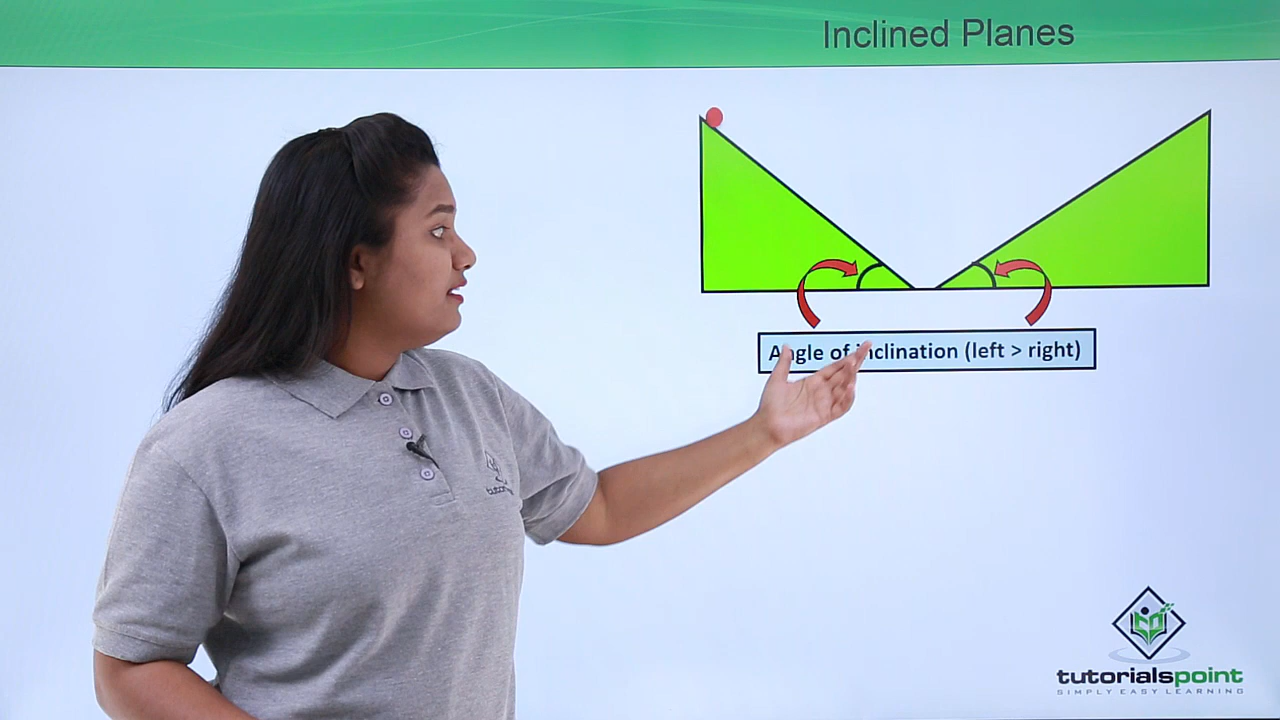 Inclined Planes
Angle of inclination (left > right)
tutorialspoint
SIMPLY EASY LEARNING